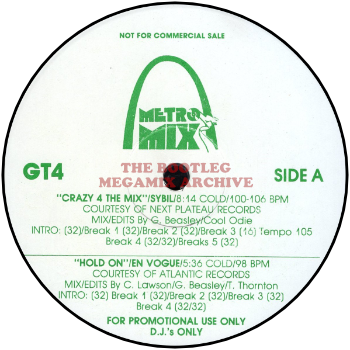 NOT FOR COMMERCIAL SALE
METRO
MIX
THE BOOTLEG
MEGAMIX ARCHIVE
GT4
SIDE A
"CRAZY 4 THE MIX"/SYBIL/8:14 COLD/100-106 BPM
COURTESY OF NEXT PLATEAU RECORDS
MIX/EDITS By G. Beasley/Cool Odie
INTRO: (32)/Break 1 (32)/Break 2 (32)/Break 3 (16) Tempo 105
Break 4 (32/32)/Breaks 5 (32)
"HOLD ON"/EN VOGUE/5:36 COLD/98 BPM
COURTESY OF ATLANTIC RECORDS
MIX/EDITS By C. Lawson/G. Beasley/T. Thornton
INTRO: (32) Break 1 (32)/Break 2 (32)/Break 3 (32)
Break 4 (32/32)
FOR PROMOTIONAL USE ONLY
D.J.'s ONLY